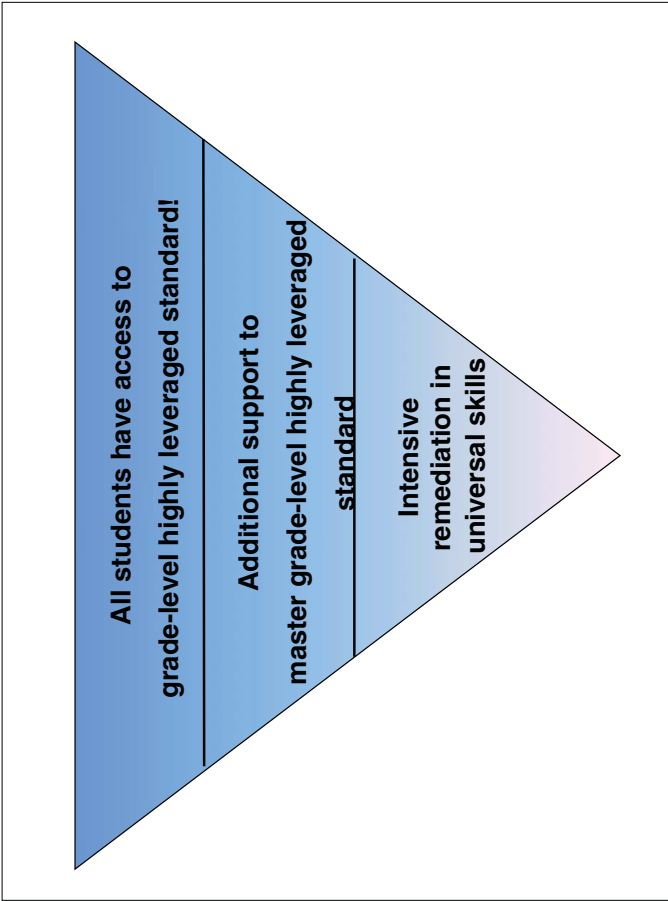 All students have access to
grade-level highly leveraged standard!
Additional support to
master grade-level highly leveraged
standard
Intensive
remediation in
universal skills